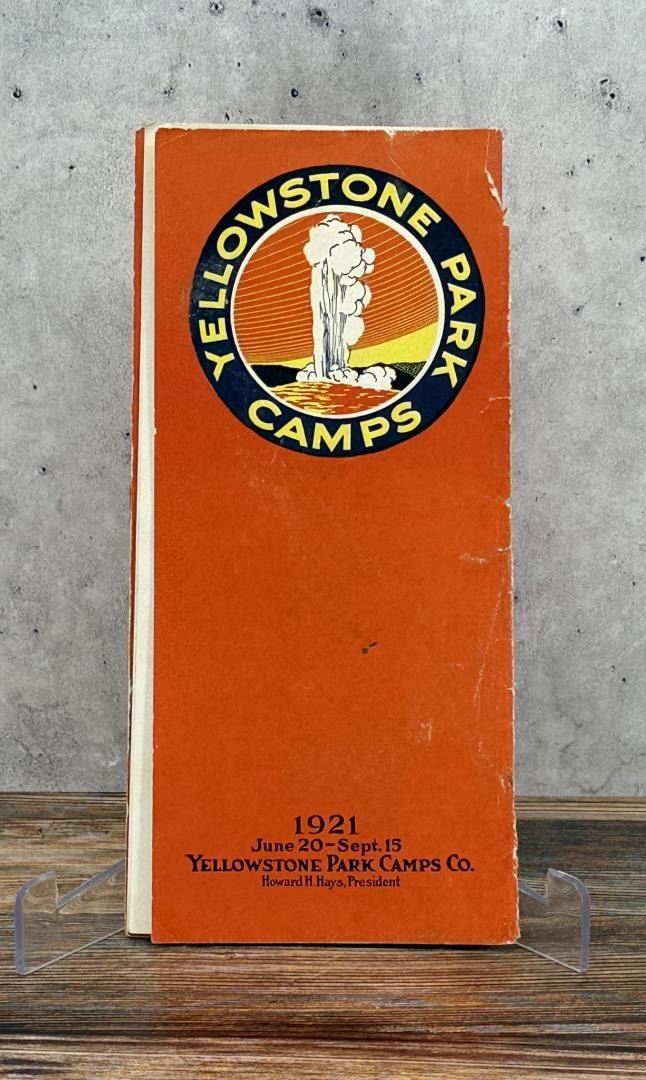 YELLOWSTONE PARK
CAMPS
1921
June 20-Sept. 15
YELLOWSTONE PARK CAMPS CO.
Howard H. Hays, President